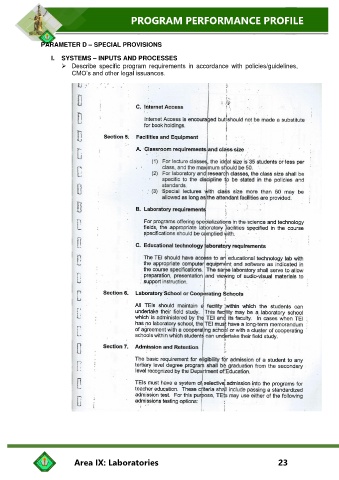 PROGRAM PERFORMANCE PROFILE
PARAMETER D – SPECIAL PROVISIONS
I. SYSTEMS – INPUTS AND PROCESSES
➢ Describe specific program requirements in accordance with policies/guidelines,
CMO's and other legal issuances.
C. Internet Access
Internet Access is encouraged but should not be made a substitute
for book holdings.
Section 5. Facilities and Equipment
A. Classroom requirements and class size
(1) For lecture classes, the ideal size is 35 students or less per
class, and the maximum should be 50.
(2) For laboratory and research classes, the class size shall be
specific to the discipline to be stated in the policies and
standards.
(3) Special lectures with class size more than 50 may be
allowed as long as the attendant facilities are provided.
B. Laboratory requirements
For programs offering specializations in the science and technology
fields, the appropriate laboratory facilities specified in the course
specifications should be complied with.
C. Educational technology laboratory requirements
The TEI should have access to an educational technology lab with
the appropriate computer equipment and software as indicated in
the course specifications. The same laboratory shall serve to allow
preparation, presentation and viewing of audio-visual materials to
support instruction.
Section 6. Laboratory School or Cooperating Schools
All TEIs should maintain a facility within which the students can
undertake their field study. This facility may be a laboratory school
which is administered by the TEI and its faculty. In cases when TEI
has no laboratory school, the TEI must have a long-term memorandum
of agreement with a cooperating school or with a cluster of cooperating
schools within which students can undertake their field study.
Section 7. Admission and Retention
The basic requirement for eligibility for admission of a student to any
tertiary level degree program shall be graduation from the secondary
level recognized by the Department of Education.
TEIs must have a system of selective admission into the programs for
teacher education. These criteria shall include passing a standardized
admission test. For this purpose, TEIs may use either of the following
admissions testing options:
Area IX: Laboratories 23